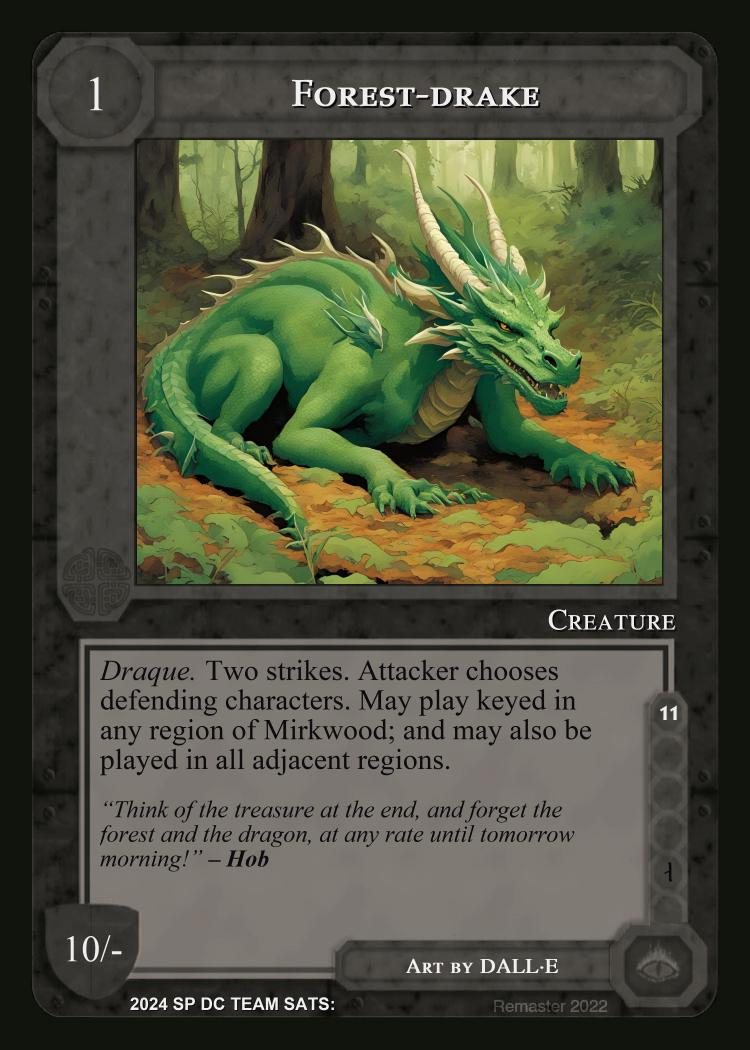 1
FOREST-DRAKE
CREATURE
Draque. Two strikes. Attacker chooses
defending characters. May play keyed in
any region of Mirkwood; and may also be
played in all adjacent regions.
11
“Think of the treasure at the end, and forget the
forest and the dragon, at any rate until tomorrow
morning!” – Hob
10/-
ART BY DALL·E
2024 SP DC TEAM SATS:
Remaster 2022